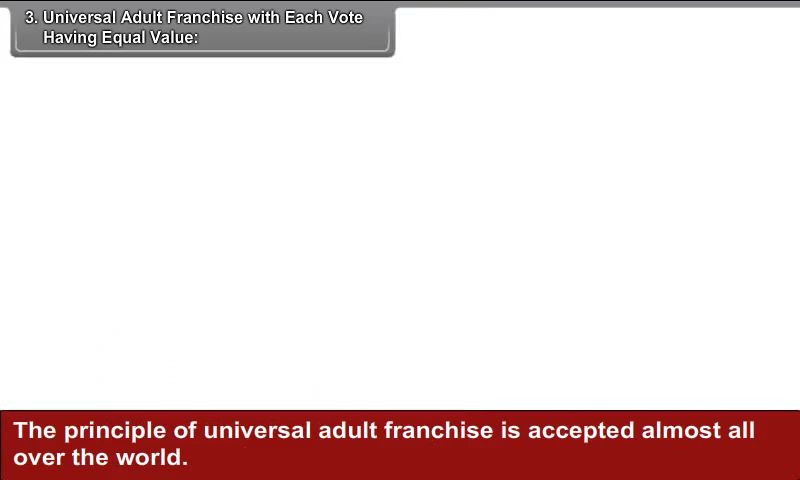 3. Universal Adult Franchise with Each Vote
Having Equal Value:
The principle of universal adult franchise is accepted almost all
over the world.